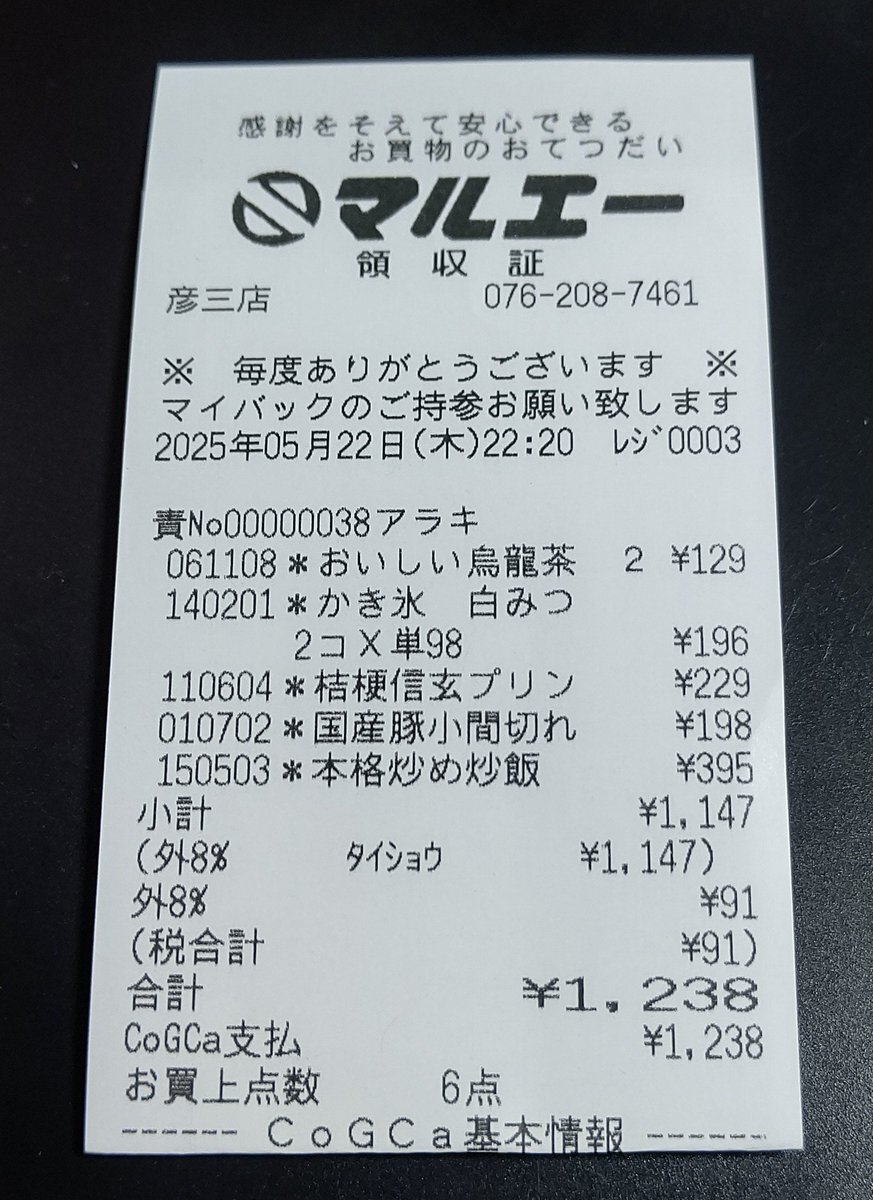 感謝をそえて安心できる
お買物のおてつだい
マルエー
領収証
彦三店 076-208-7461
※ 毎度ありがとうございます ※
マイバックのご持参お願い致します
2025年05月22日(木)22:20 ﾚｼﾞ0003
責No00000038アラキ
061108*おいしい烏龍茶 2 ¥129
140201*かき氷 白みつ
2コX単98 ¥196
110604*桔梗信玄プリン ¥229
010702*国産豚小間切れ ¥198
150503*本格炒め炒飯 ¥395
小計 ¥1,147
(外8% ﾀｲｼｮｳ ¥1,147)
外8% ¥91
(税合計 ¥91)
合計 ¥1,238
CoGCa支払 ¥1,238
お買上点数 6点
------ CoGCa基本情報 ------